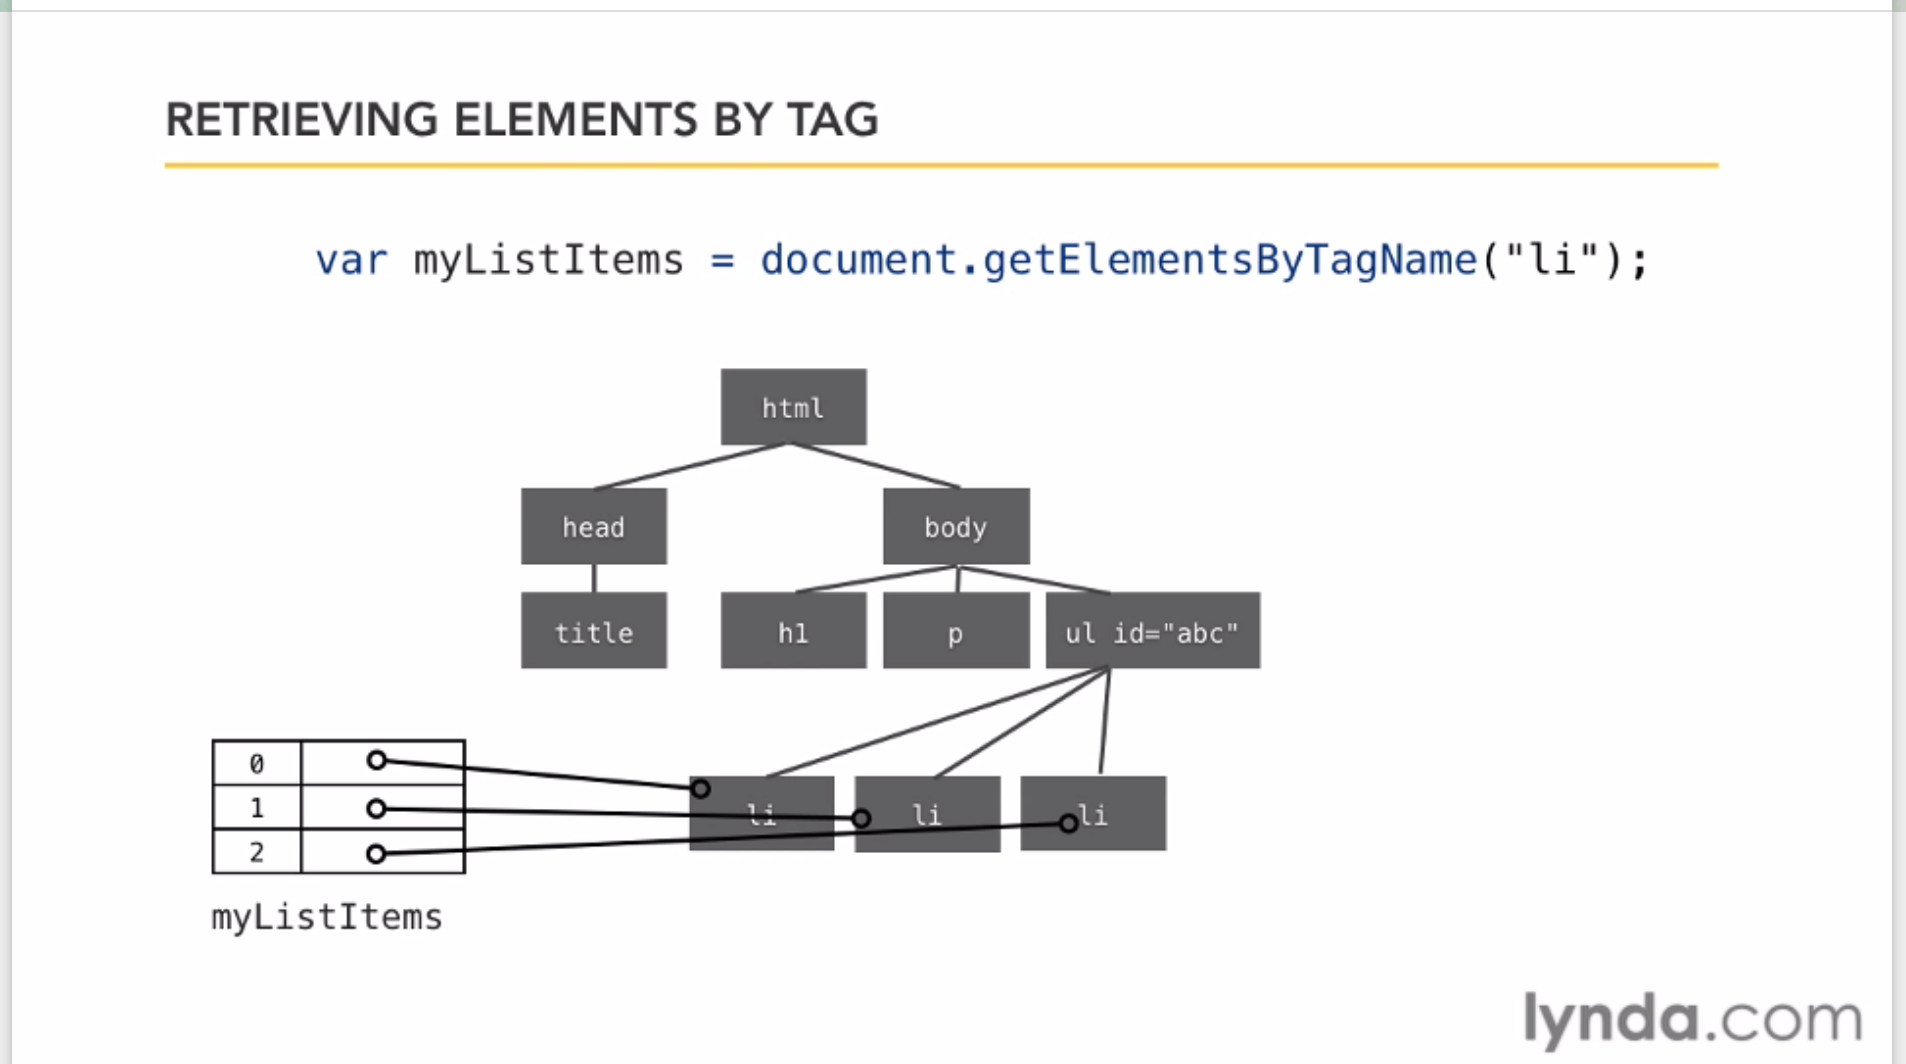 RETRIEVING ELEMENTS BY TAG
var myListItems = document.getElementsByTagName("li");
html
head body
title h1 p ul id="abc"
0
li li li
1
2
myListItems
lynda.com